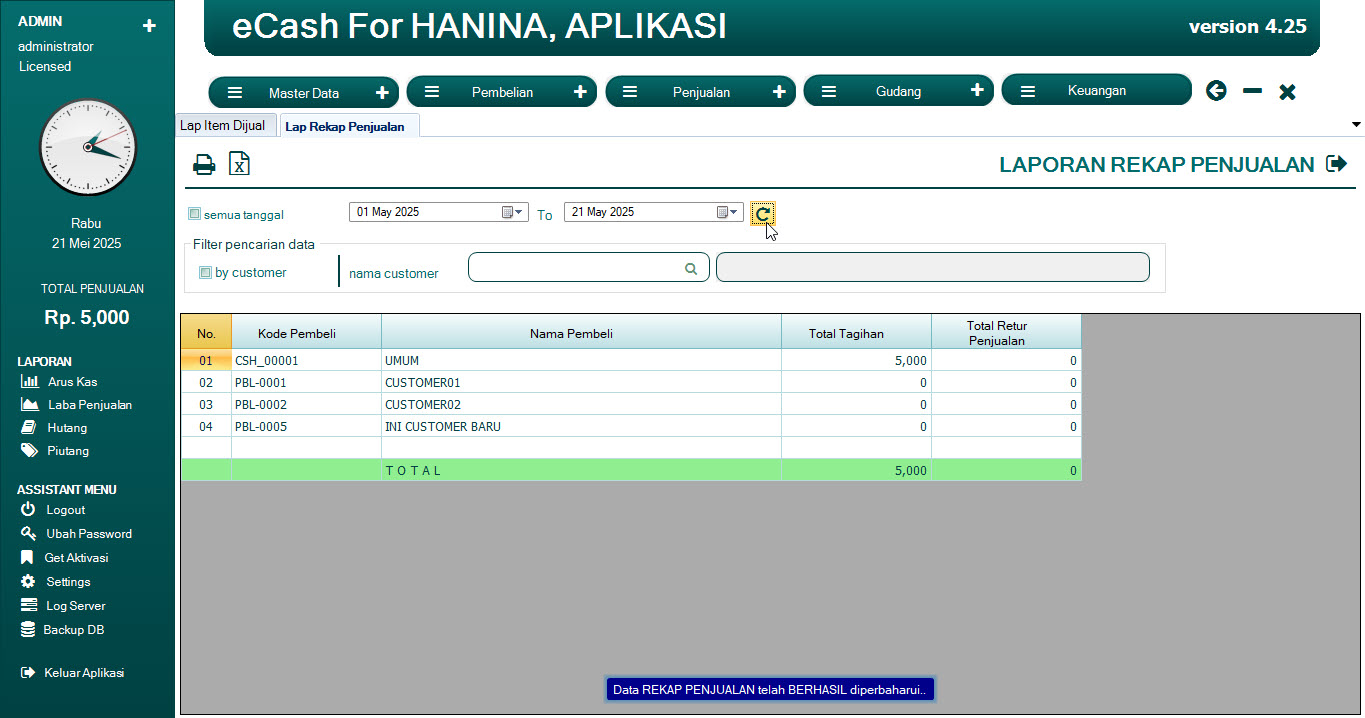 ADMIN
administrator
Licensed
Rabu
21 Mei 2025
TOTAL PENJUALAN
Rp. 5,000
LAPORAN
Arus Kas
Laba Penjualan
Hutang
Piutang
ASSISTANT MENU
Logout
Ubah Password
Get Aktivasi
Settings
Log Server
Backup DB
Keluar Aplikasi
eCash For HANINA, APLIKASI
version 4.25
Master Data
Pembelian
Penjualan
Gudang
Keuangan
Lap Item Dijual
Lap Rekap Penjualan
LAPORAN REKAP PENJUALAN
semua tanggal
01 May 2025
To
21 May 2025
Filter pencarian data
by customer
nama customer
No. Kode Pembeli Nama Pembeli Total Tagihan Total Retur
Penjualan
01 CSH_00001 UMUM 5,000 0
02 PBL-0001 CUSTOMER01 0 0
03 PBL-0002 CUSTOMER02 0 0
04 PBL-0005 INI CUSTOMER BARU 0 0
T O T A L 5,000 0
Data REKAP PENJUALAN telah BERHASIL diperbaharui..